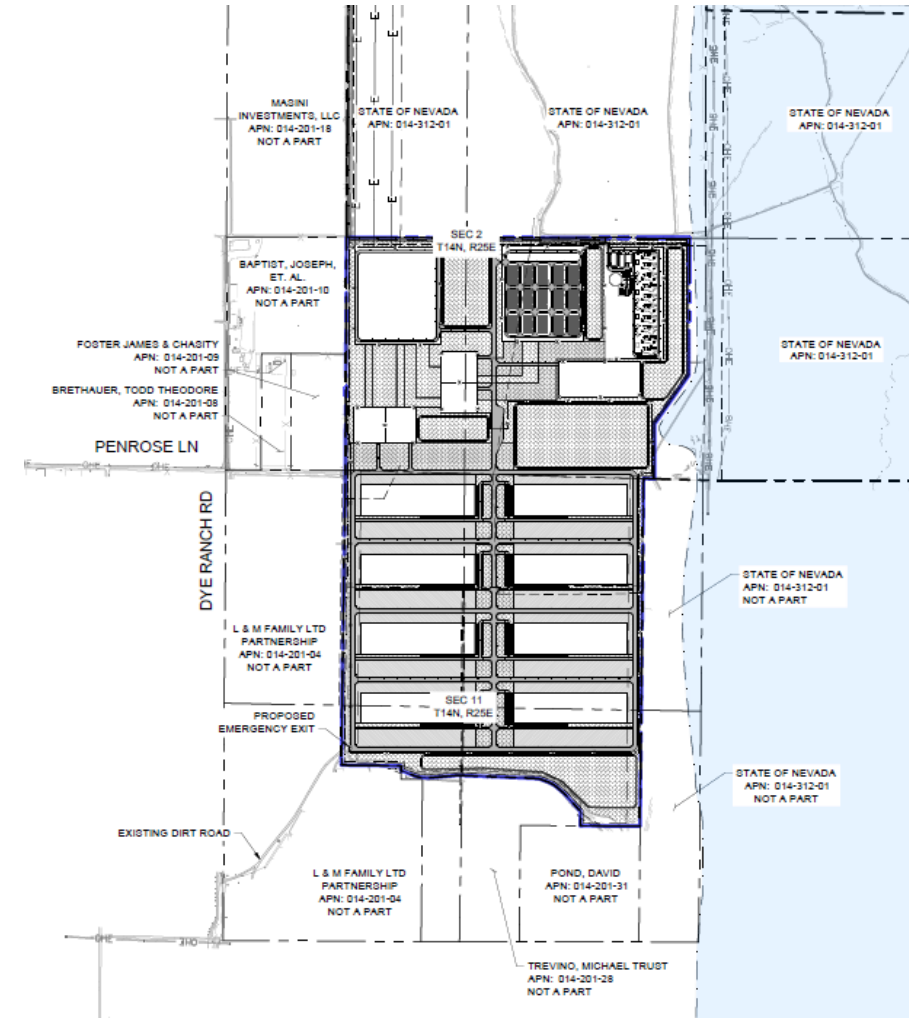 MASINI
INVESTMENTS, LLC
APN: 014-201-18
NOT A PART
STATE OF NEVADA
APN: 014-312-01
STATE OF NEVADA
APN: 014-312-01
STATE OF NEVADA
APN: 014-312-01
SEC 2
T14N, R25E
BAPTIST, JOSEPH,
ET. AL.
APN: 014-201-10
NOT A PART
FOSTER JAMES & CHASITY
APN: 014-201-09
NOT A PART
BRETHAUER, TODD THEODORE
APN: 014-201-08
NOT A PART
STATE OF NEVADA
APN: 014-312-01
PENROSE LN
DYE RANCH RD
STATE OF NEVADA
APN: 014-312-01
NOT A PART
L & M FAMILY LTD
PARTNERSHIP
APN: 014-201-04
NOT A PART
SEC 11
T14N, R25E
PROPOSED
EMERGENCY EXIT
STATE OF NEVADA
APN: 014-312-01
NOT A PART
EXISTING DIRT ROAD
L & M FAMILY LTD
PARTNERSHIP
APN: 014-201-04
NOT A PART
POND, DAVID
APN: 014-201-31
NOT A PART
TREVINO, MICHAEL TRUST
APN: 014-201-28
NOT A PART